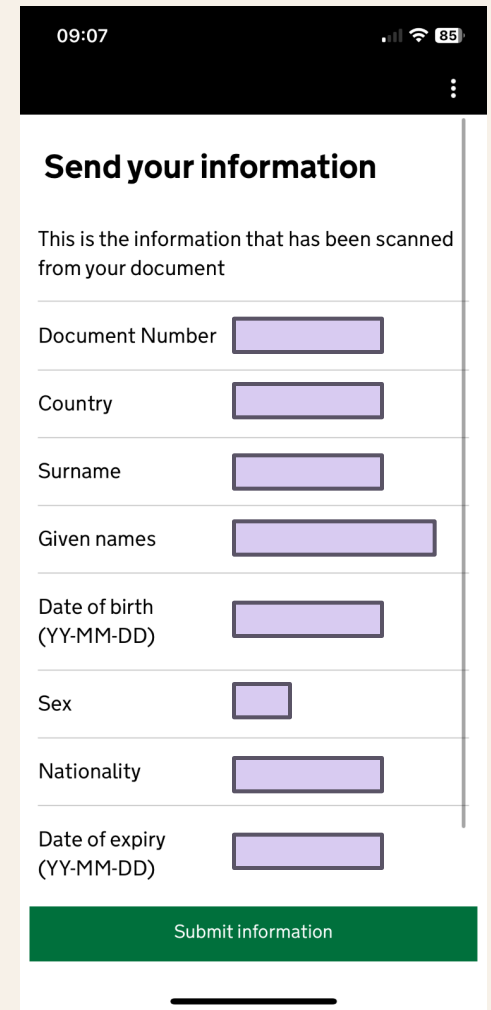 09:07
85
Send your information
This is the information that has been scanned
from your document
Document Number
Country
Surname
Given names
Date of birth
(YY-MM-DD)
Sex
Nationality
Date of expiry
(YY-MM-DD)
Submit information